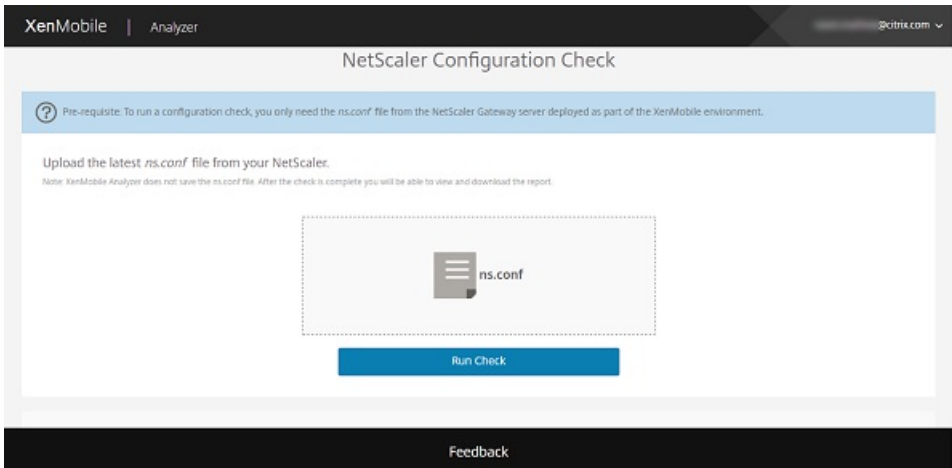 XenMobile | Analyzer
@citrix.com
NetScaler Configuration Check
Pre-requisite: To run a configuration check, you only need the ns.conf file from the NetScaler Gateway server deployed as part of the XenMobile environment.
Upload the latest ns.conf file from your NetScaler.
Note: XenMobile Analyzer does not save the ns.conf file. After the check is complete you will be able to view and download the report.
ns.conf
Run Check
Feedback